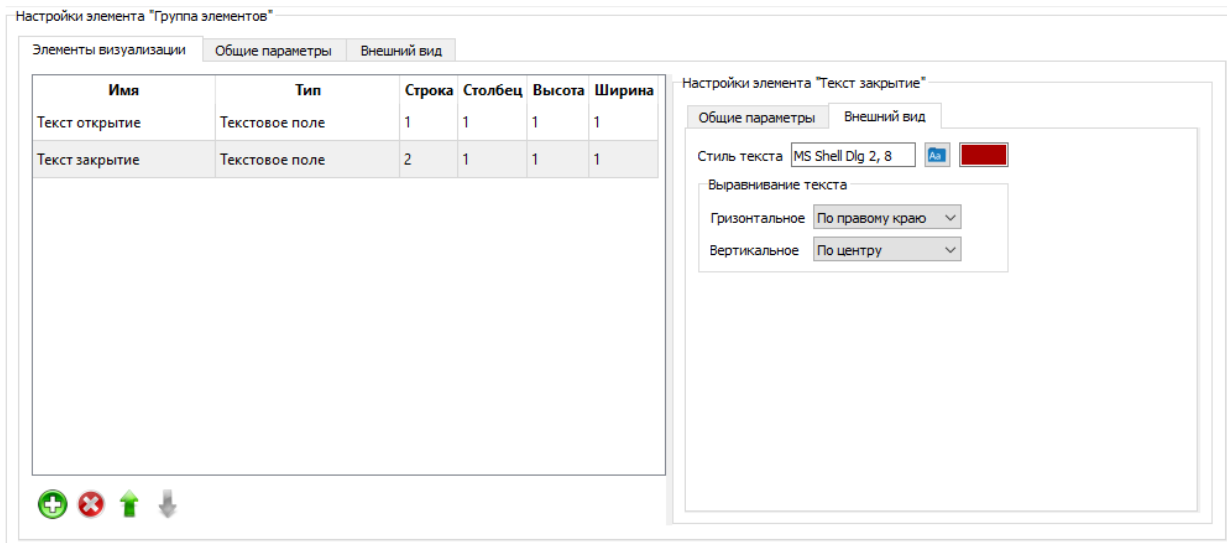 Настройки элемента "Группа элементов"
Элементы визуализации Общие параметры Внешний вид
Имя Тип Строка Столбец Высота Ширина
Текст открытие Текстовое поле 1 1 1 1
Текст закрытие Текстовое поле 2 1 1 1
Настройки элемента "Текст закрытие"
Общие параметры Внешний вид
Стиль текста MS Shell Dlg 2, 8 Aa
Выравнивание текста
Гризонтальное По правому краю
Вертикальное По центру